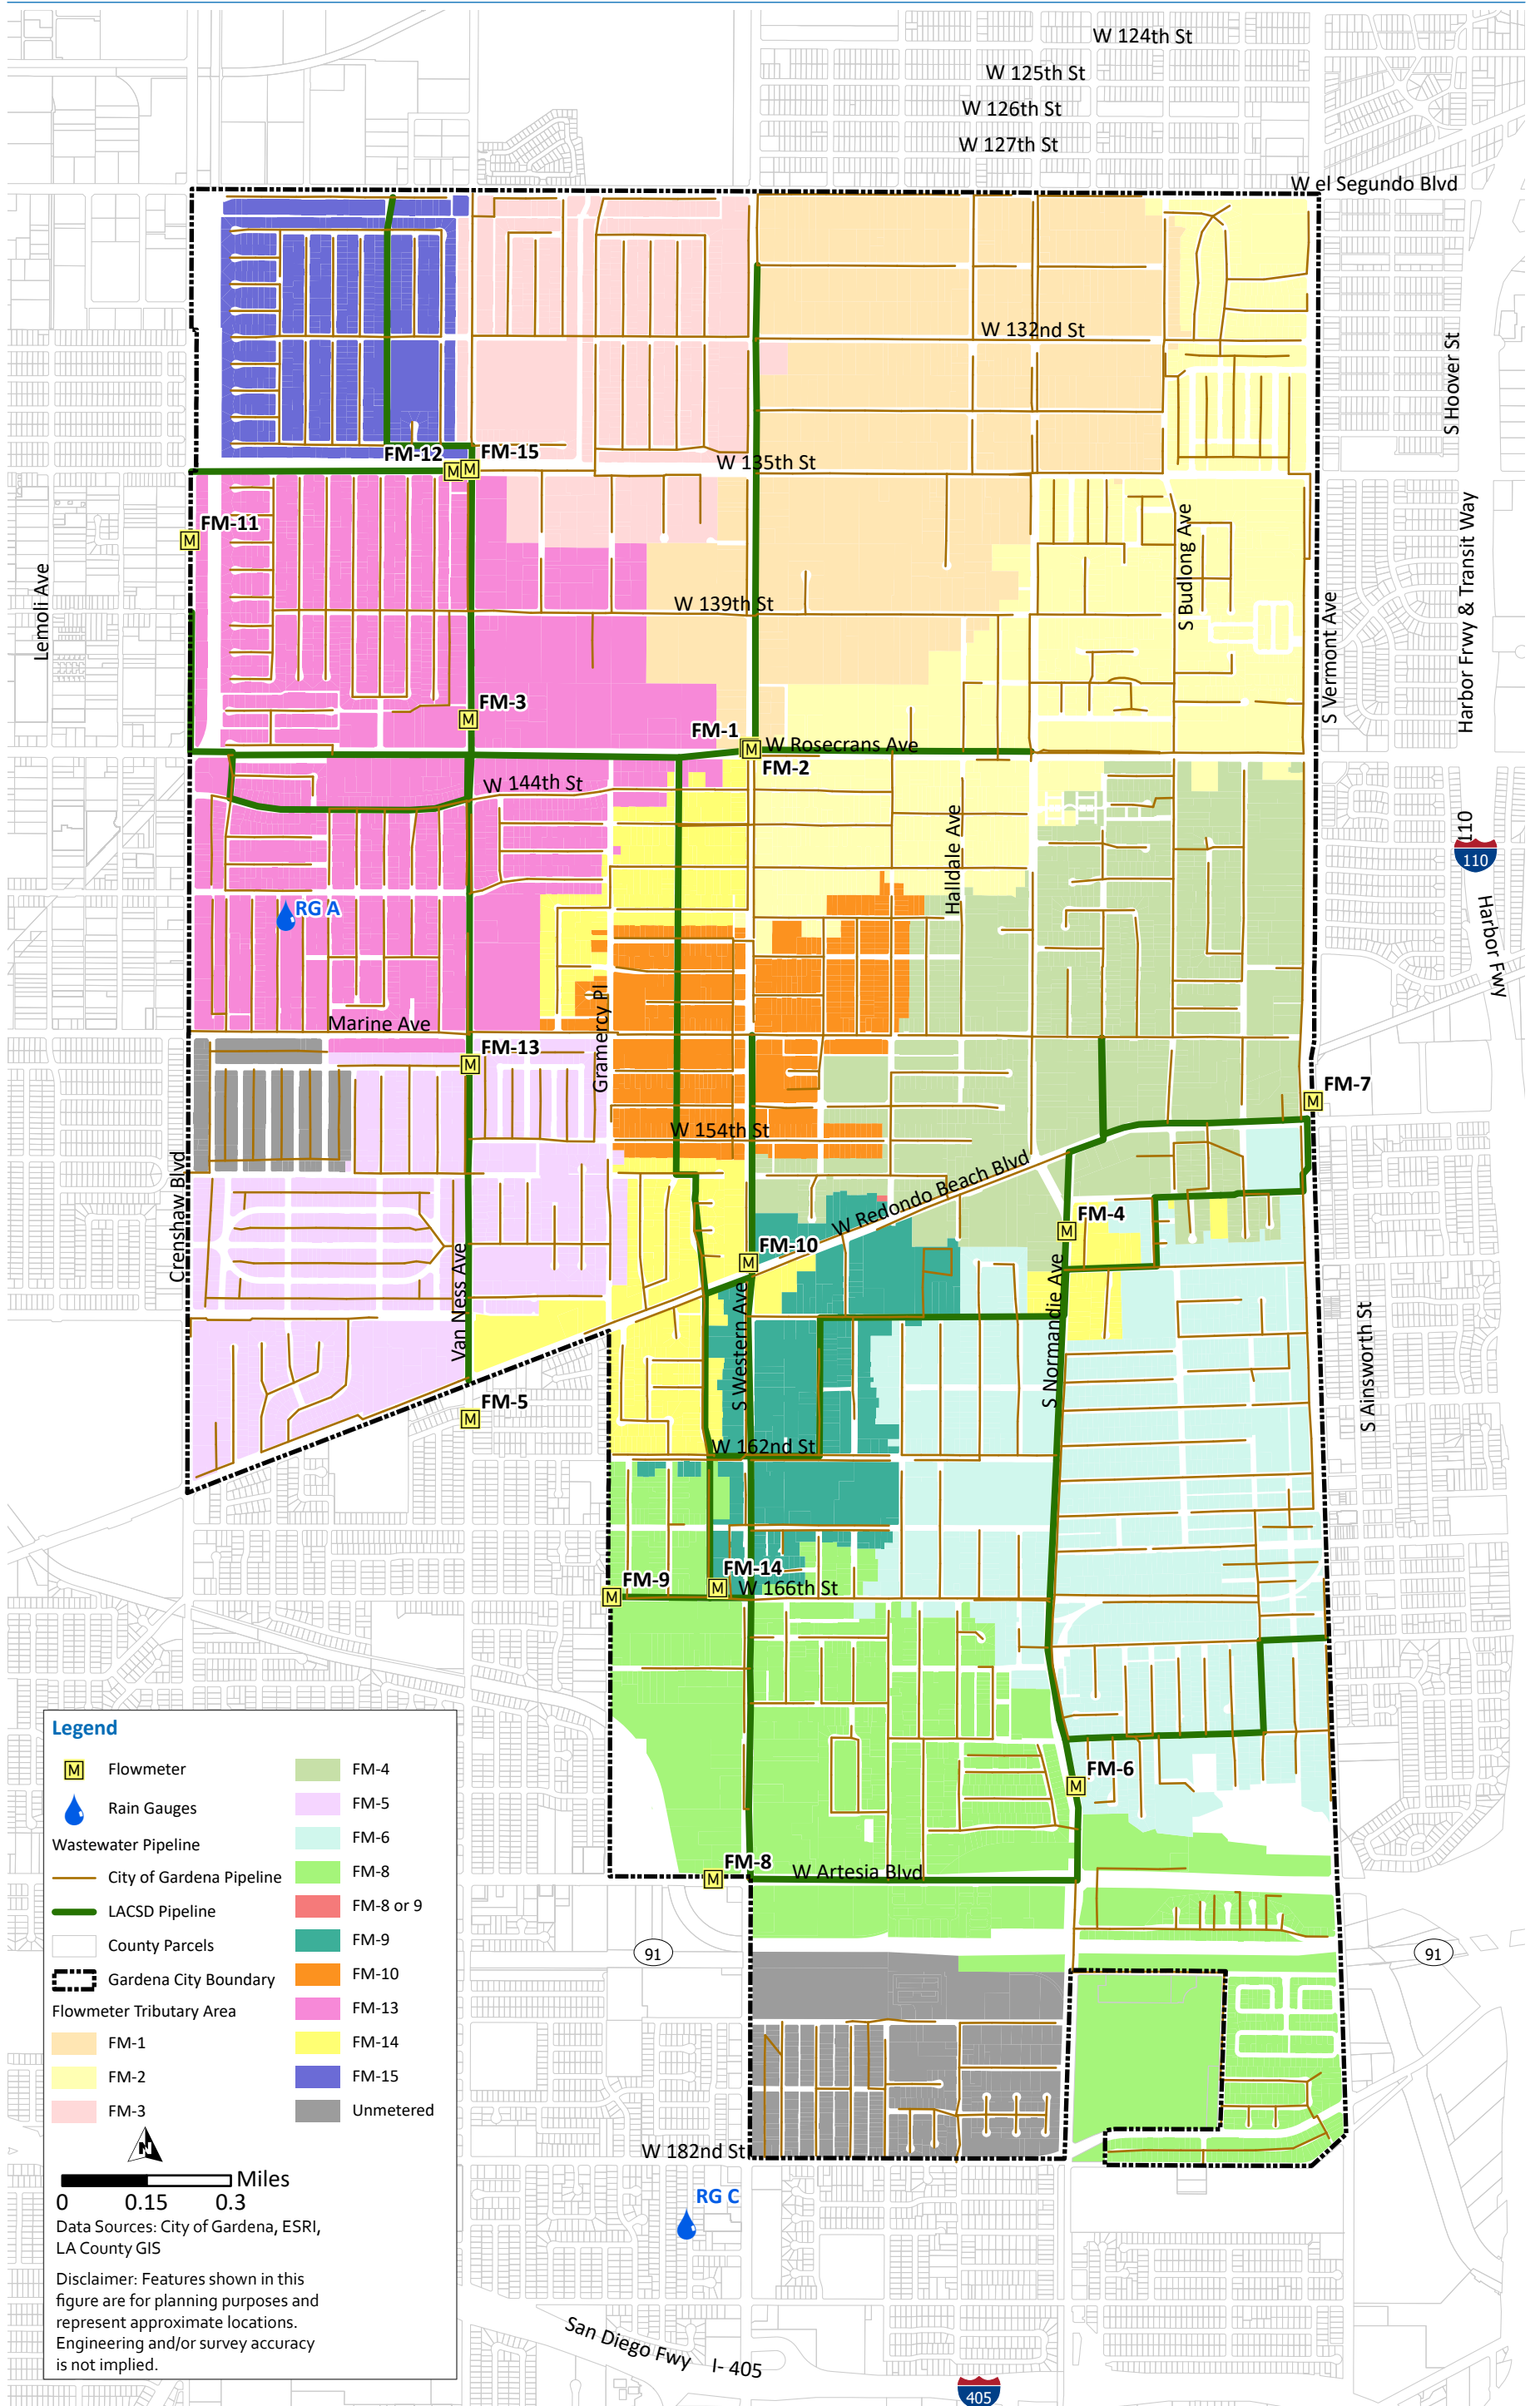 W 124th St
W 125th St
W 126th St
W 127th St
W el Segundo Blvd
W 132nd St
S Hoover St
FM-12
FM-15
W 135th St
FM-11
S Budlong Ave
Harbor Frwy & Transit Way
Lemoli Ave
W 139th St
S Vermont Ave
FM-3
FM-1
W Rosecrans Ave
FM-2
W 144th St
Halldale Ave
110
110
Harbor Fwy
RG A
Gramercy Pl
Marine Ave
FM-13
FM-7
W 154th St
Crenshaw Blvd
W Redondo Beach Blvd
FM-4
FM-10
Van Ness Ave
S Western Ave
S Normandie Ave
S Ainsworth St
FM-5
W 162nd St
FM-14
FM-9
W 166th St
FM-6
FM-8
W Artesia Blvd
91
91
W 182nd St
RG C
San Diego Fwy I- 405
405
M
M
M
M
M
M
M
M
M
M
M
M
M
M
Legend
M Flowmeter
Rain Gauges
Wastewater Pipeline
City of Gardena Pipeline
LACSD Pipeline
County Parcels
Gardena City Boundary
Flowmeter Tributary Area
FM-1
FM-2
FM-3
FM-4
FM-5
FM-6
FM-8
FM-8 or 9
FM-9
FM-10
FM-13
FM-14
FM-15
Unmetered
N
Miles
0 0.15 0.3
Data Sources: City of Gardena, ESRI,
LA County GIS
Disclaimer: Features shown in this
figure are for planning purposes and
represent approximate locations.
Engineering and/or survey accuracy
is not implied.